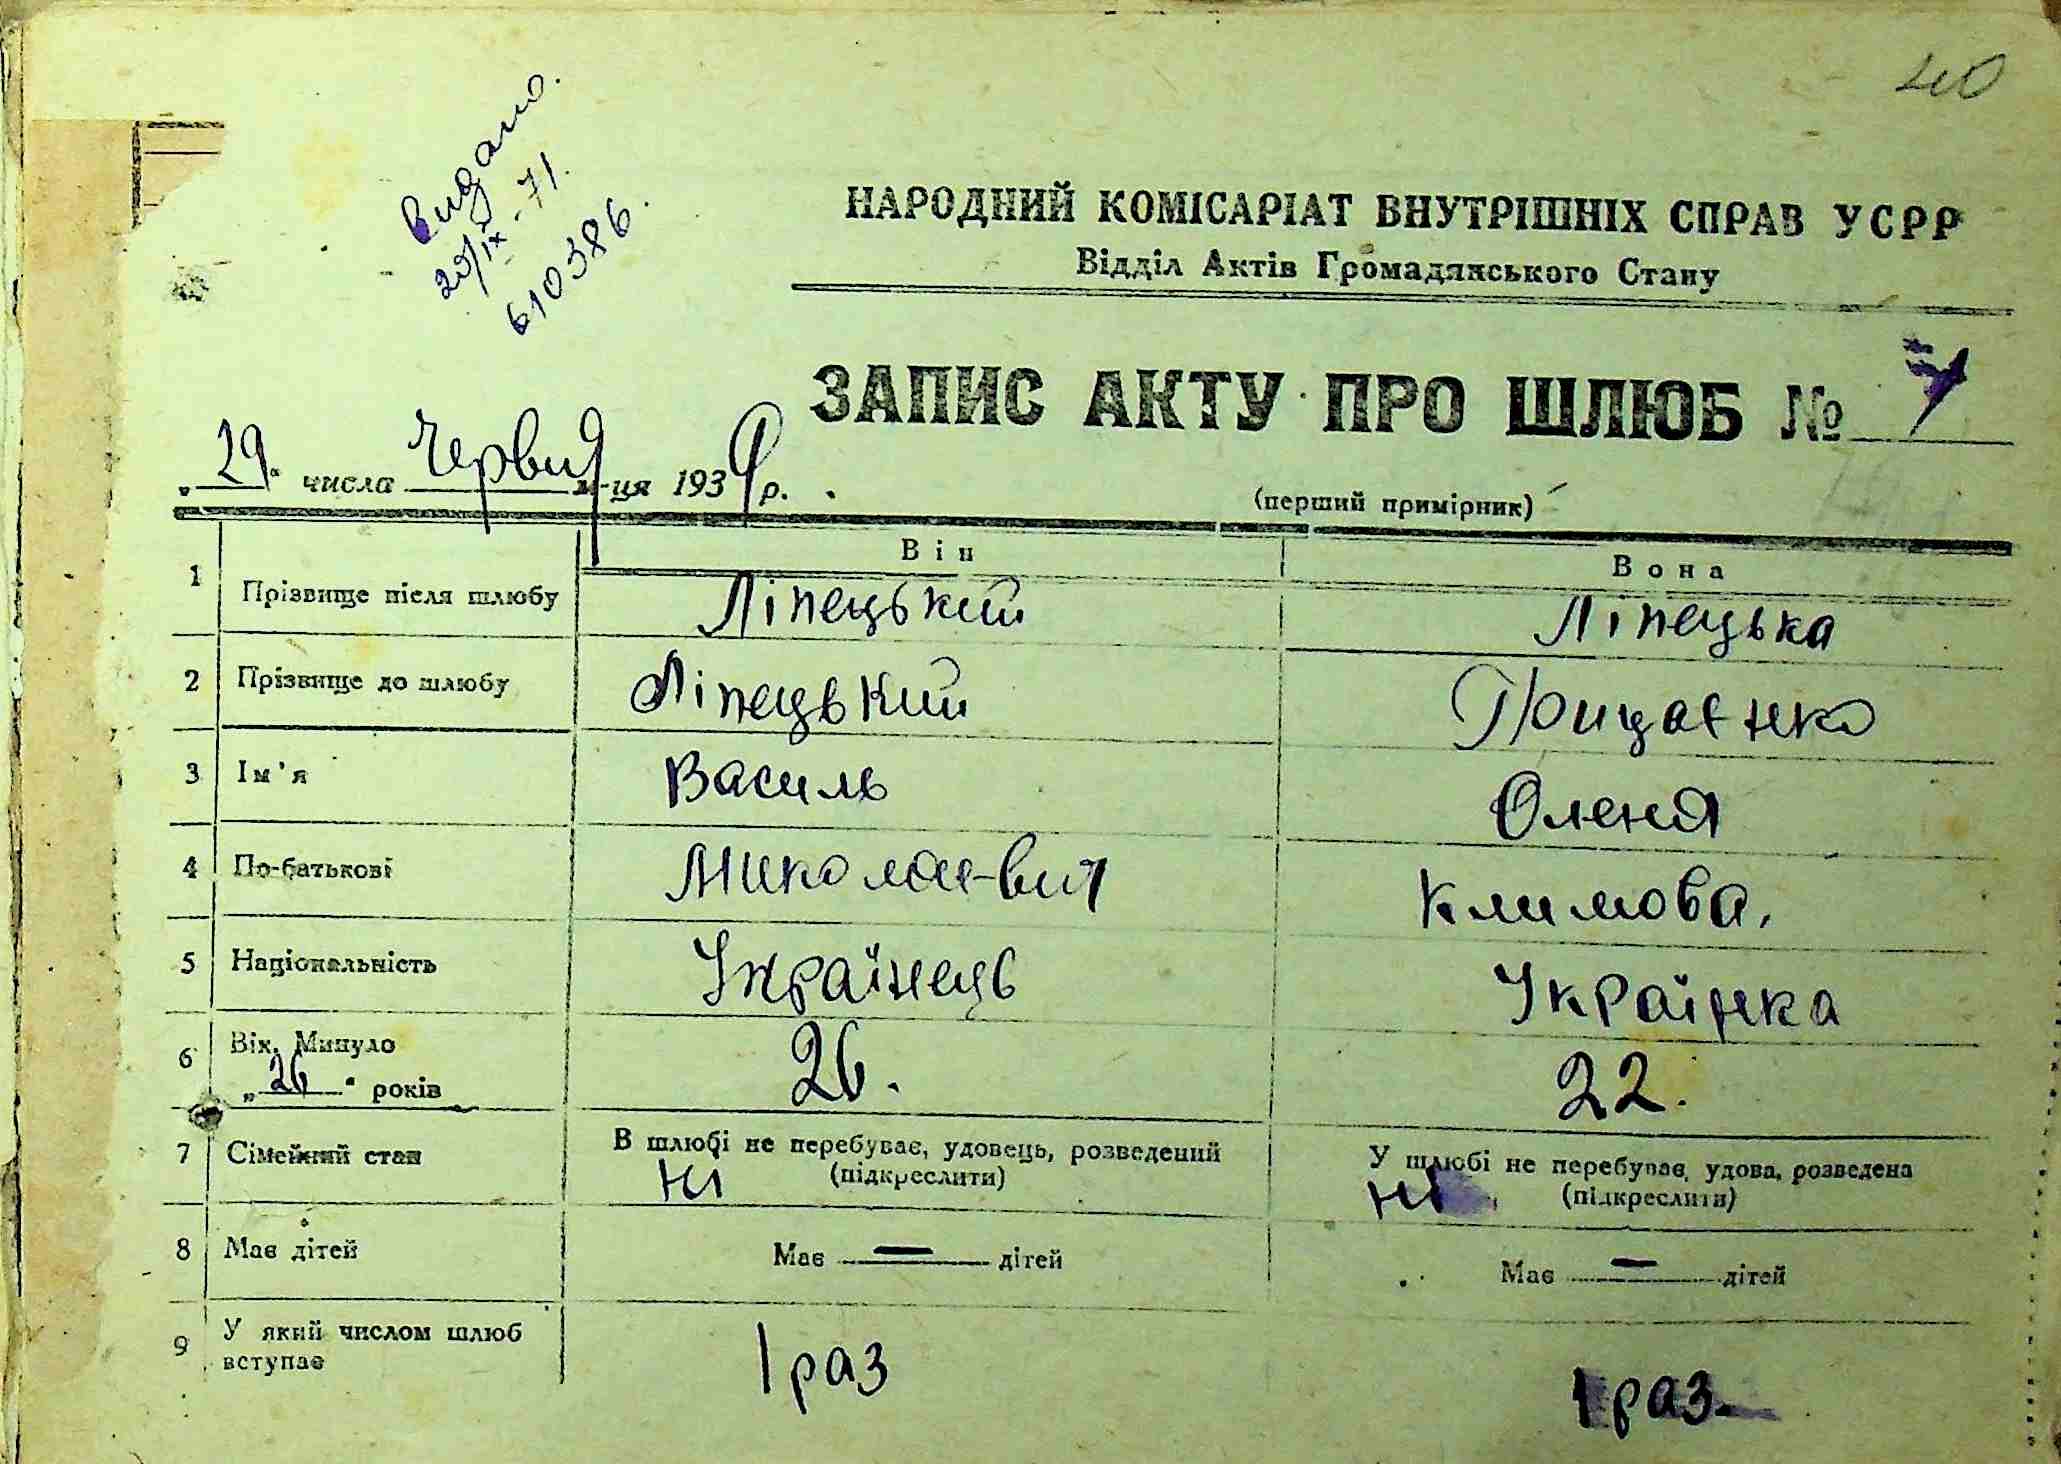 40
Видано.
29/IX-71.
610386.
НАРОДНИЙ КОМІСАРІАТ ВНУТРІШНІХ СПРАВ УСРР
Відділ Актів Громадянського Стану
ЗАПИС АКТУ ПРО ШЛЮБ №
„29" числа Червня м-ця 1939 р.
(перший примірник)
Він Вона
1 Прізвище після шлюбу Ліпецький Ліпецька
2 Прізвище до шлюбу Ліпецький Грицаєнко
3 Ім'я Василь Олена
4 По-батькові Миколаєвич Климова.
5 Національність Українець Українка
6 Вік. Минуло 26. 22.
„26" років
7 Сімейний стан В шлюбі не перебуває, удовець, розведений У шлюбі не перебуває, удова, розведена
ні (підкреслити) ні (підкреслити)
8 Має дітей Має — дітей Має — дітей
9 У який числом шлюб
вступає 1 раз 1 раз.